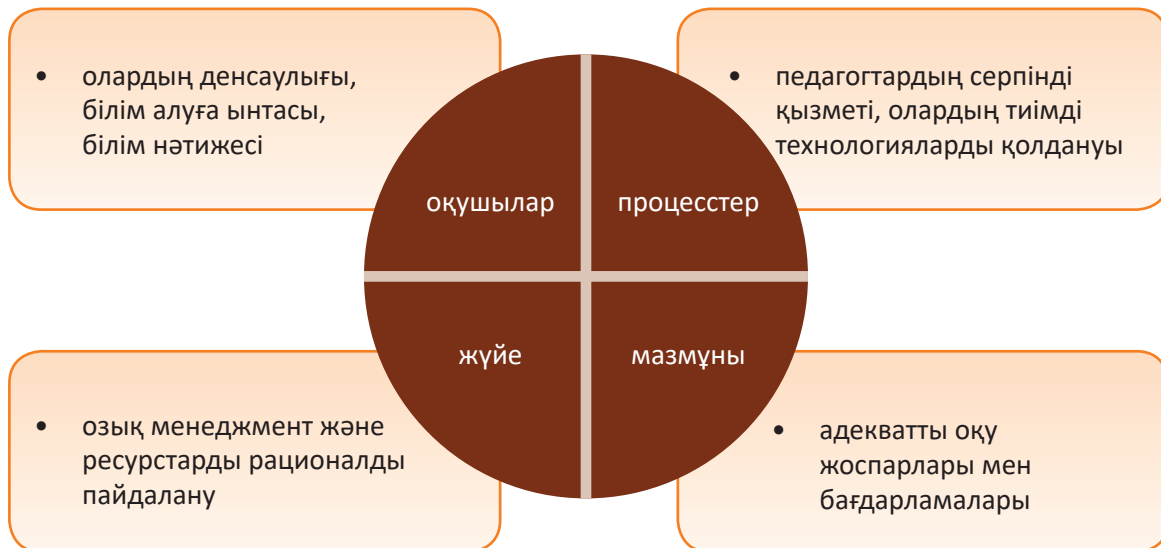 • олардың денсаулығы,
білім алуға ынтасы,
білім нәтижесі
• педагогтардың серпінді
қызметі, олардың тиімді
технологияларды қолдануы
оқушылар
процесстер
жүйе
мазмұны
• озық менеджмент және
ресурстарды рационалды
пайдалану
• адекватты оқу
жоспарлары мен
бағдарламалары